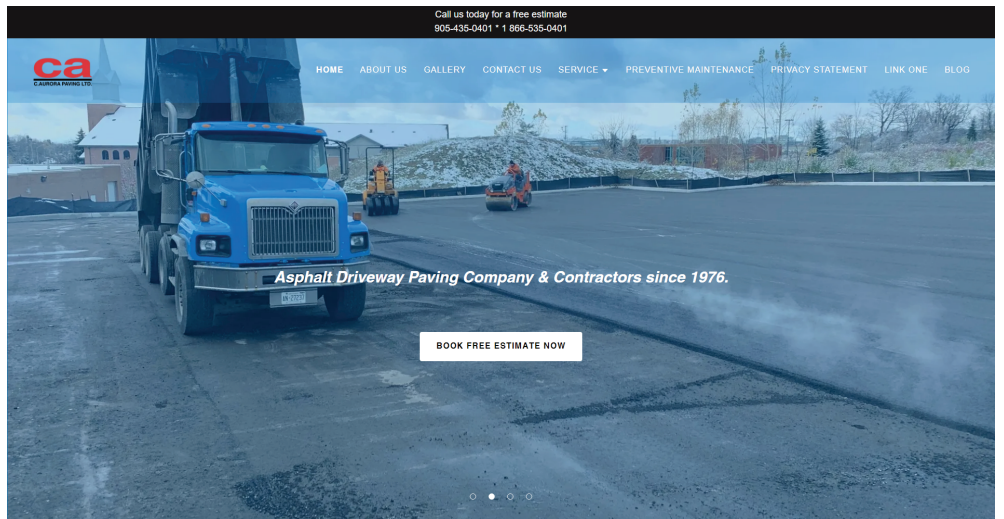 Call us today for a free estimate
905-435-0401 * 1 866-535-0401
ca
C.AURORA PAVING LTD.
HOME ABOUT US GALLERY CONTACT US SERVICE PREVENTIVE MAINTENANCE PRIVACY STATEMENT LINK ONE BLOG
Asphalt Driveway Paving Company & Contractors since 1976.
BOOK FREE ESTIMATE NOW